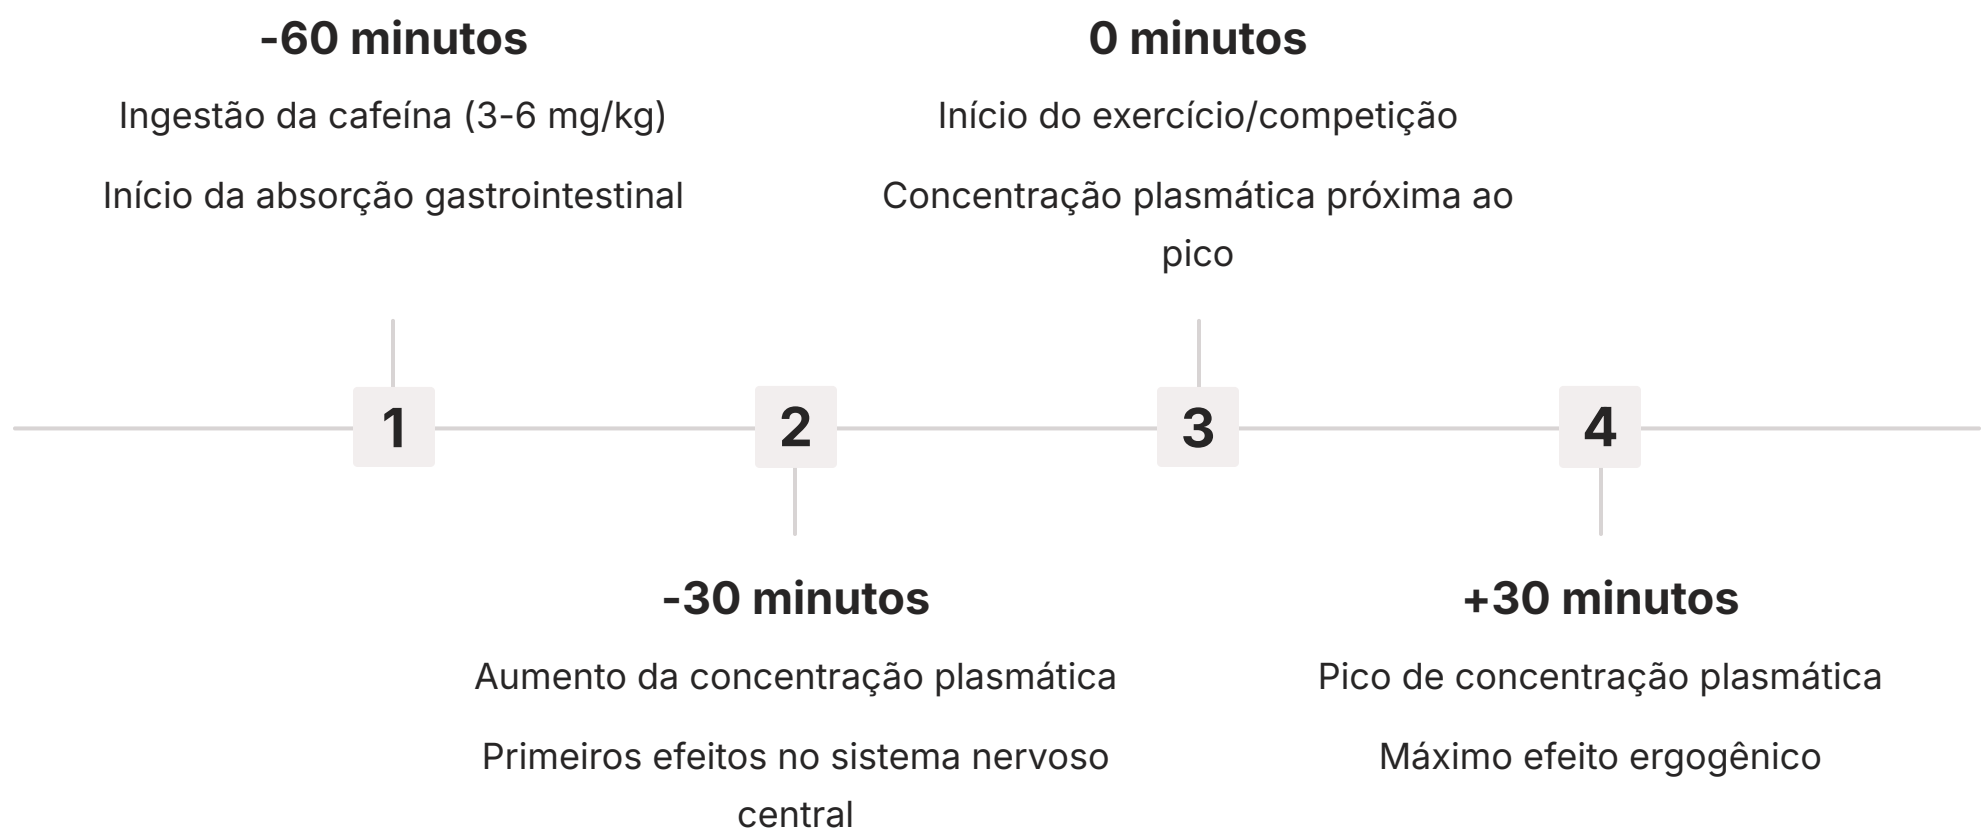 -60 minutos
Ingestão da cafeína (3-6 mg/kg)
Início da absorção gastrointestinal
0 minutos
Início do exercício/competição
Concentração plasmática próxima ao
pico
1
2
3
4
-30 minutos
Aumento da concentração plasmática
Primeiros efeitos no sistema nervoso
central
+30 minutos
Pico de concentração plasmática
Máximo efeito ergogênico